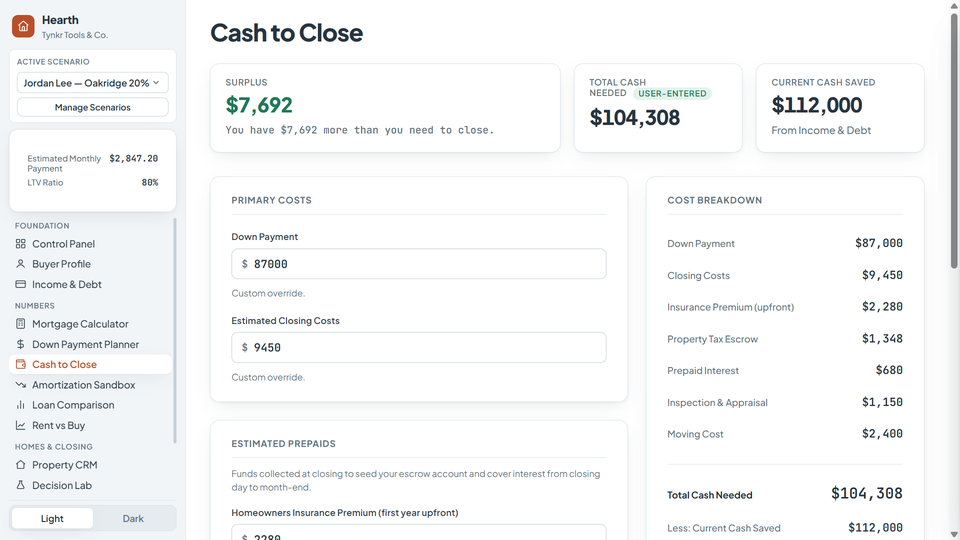 Hearth
Tynkr Tools & Co.
ACTIVE SCENARIO
Jordan Lee — Oakridge 20%
Manage Scenarios
Estimated Monthly Payment $2,847.20
LTV Ratio 80%
FOUNDATION
Control Panel
Buyer Profile
Income & Debt
NUMBERS
Mortgage Calculator
Down Payment Planner
Cash to Close
Amortization Sandbox
Loan Comparison
Rent vs Buy
HOMES & CLOSING
Property CRM
Decision Lab
Light Dark
Cash to Close
SURPLUS
$7,692
You have $7,692 more than you need to close.
TOTAL CASH
NEEDED USER-ENTERED
$104,308
CURRENT CASH SAVED
$112,000
From Income & Debt
PRIMARY COSTS
Down Payment
$ 87000
Custom override.
Estimated Closing Costs
$ 9450
Custom override.
ESTIMATED PREPAIDS
Funds collected at closing to seed your escrow account and cover interest from closing
day to month-end.
Homeowners Insurance Premium (first year upfront)
$ 2280
COST BREAKDOWN
Down Payment $87,000
Closing Costs $9,450
Insurance Premium (upfront) $2,280
Property Tax Escrow $1,348
Prepaid Interest $680
Inspection & Appraisal $1,150
Moving Cost $2,400
Total Cash Needed $104,308
Less: Current Cash Saved $112,000